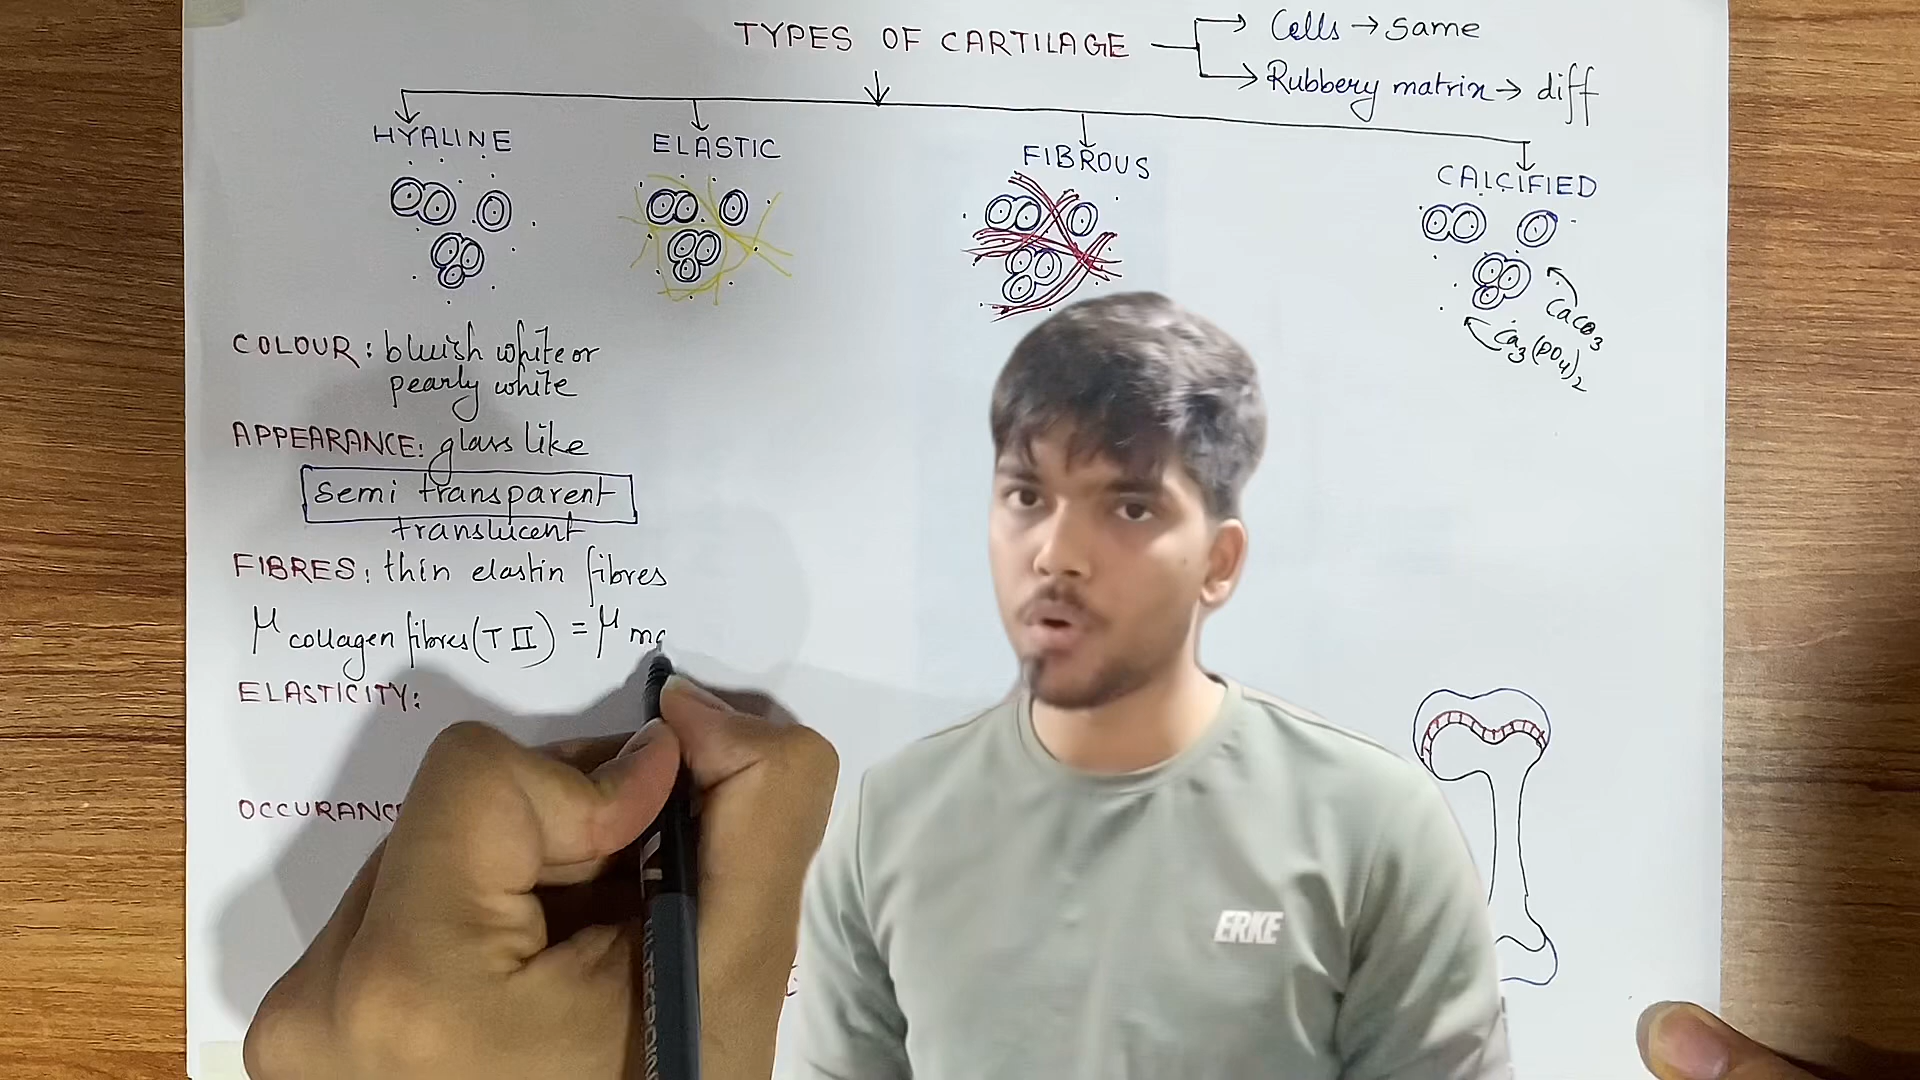 TYPES OF CARTILAGE
Cells → same
Rubbery matrix → diff
HYALINE
ELASTIC
FIBROUS
CALCIFIED
CaCO3
Ca3(PO4)2
COLOUR: bluish white or
pearly white
APPEARANCE: glass like
semi transparent
translucent
FIBRES: thin elastin fibres
μ collagen fibres (T II) = μ
ELASTICITY:
OCCURANC
ERKE